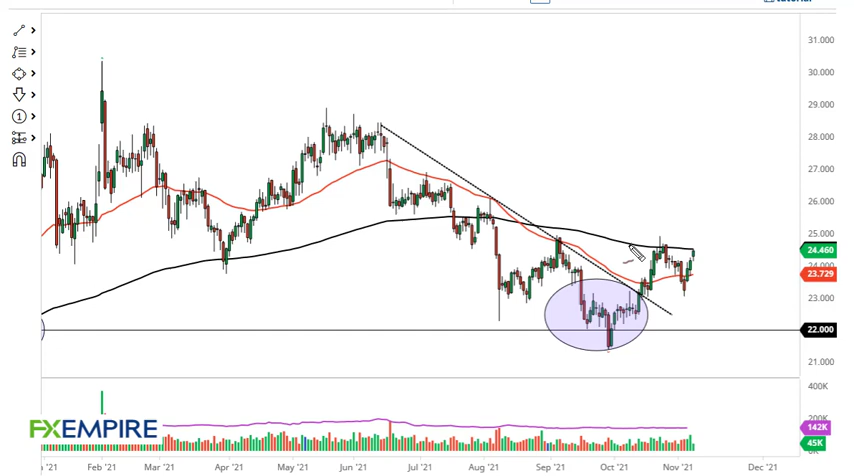 tutorial
31.000
30.000
29.000
28.000
27.000
26.000
25.000
24.460
24.000
23.729
23.000
22.000
21.000
400K
200K
142K
45K
1
FXEMPIRE
'21 Feb '21 Mar '21 Apr '21 May '21 Jun '21 Jul '21 Aug '21 Sep '21 Oct '21 Nov '21 Dec '21